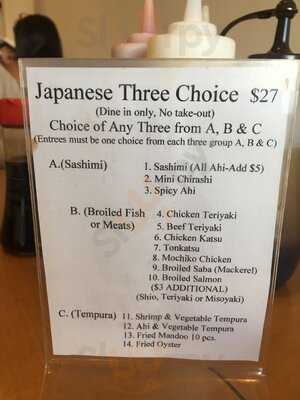 Japanese Three Choice $27
(Dine in only, No take-out)
Choice of Any Three from A, B & C
(Entrees must be one choice from each three group A, B & C)
A.(Sashimi) 1. Sashimi (All Ahi-Add $5)
2. Mini Chirashi
3. Spicy Ahi
B. (Broiled Fish 4. Chicken Teriyaki
or Meats) 5. Beef Teriyaki
6. Chicken Katsu
7. Tonkatsu
8. Mochiko Chicken
9. Broiled Saba (Mackerel)
10. Broiled Salmon
($3 ADDITIONAL)
(Shio, Teriyaki or Misoyaki)
C. (Tempura) 11. Shrimp & Vegetable Tempura
12. Ahi & Vegetable Tempura
13. Fried Mandoo 10 pcs.
14. Fried Oyster